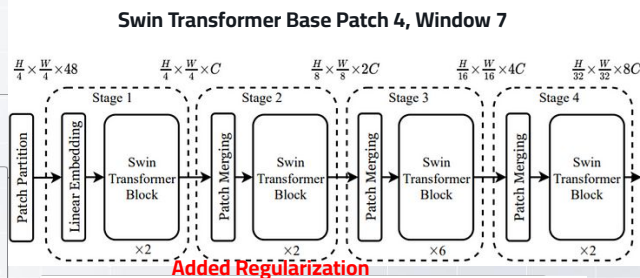 Swin Transformer Base Patch 4, Window 7
H/4 × W/4 × 48
H/4 × W/4 × C
H/8 × W/8 × 2C
H/16 × W/16 × 4C
H/32 × W/32 × 8C
Stage 1
Stage 2
Stage 3
Stage 4
Patch Partition
Linear Embedding
Swin
Transformer
Block
Patch Merging
Swin
Transformer
Block
Patch Merging
Swin
Transformer
Block
Patch Merging
Swin
Transformer
Block
×2
×2
×6
×2
Added Regularization